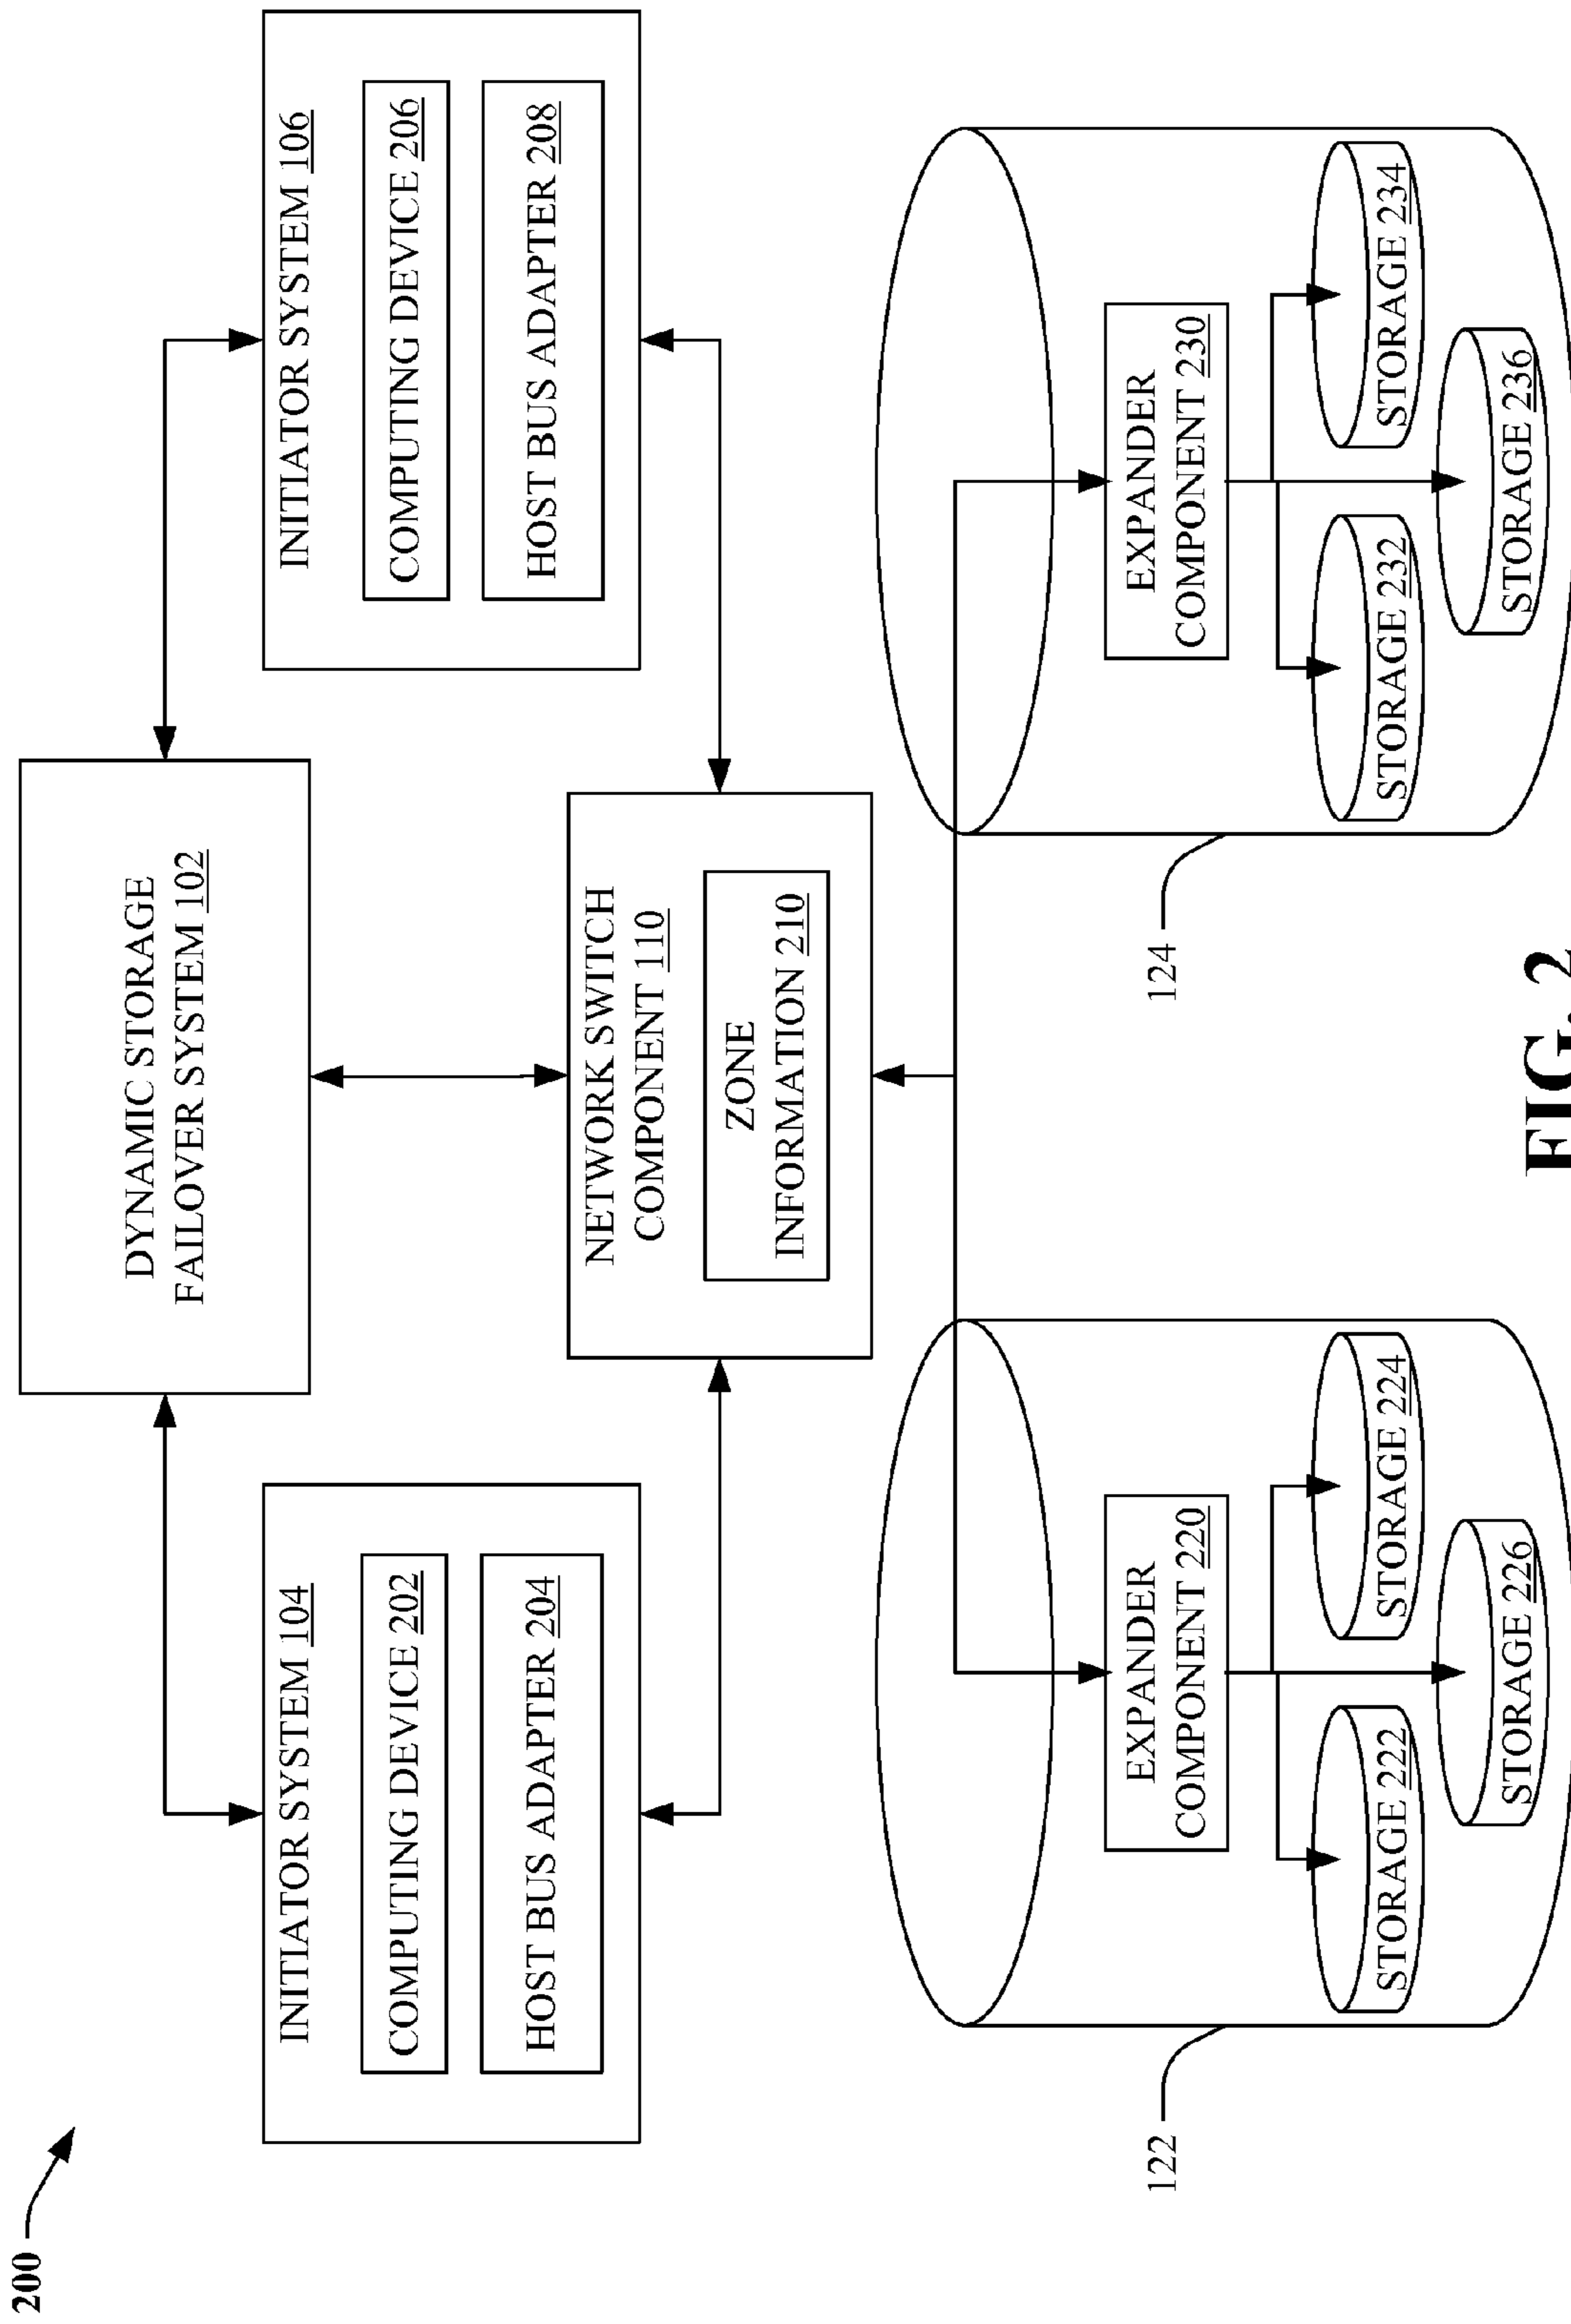 200
DYNAMIC STORAGE
FAILOVER SYSTEM 102
INITIATOR SYSTEM 104
COMPUTING DEVICE 202
HOST BUS ADAPTER 204
INITIATOR SYSTEM 106
COMPUTING DEVICE 206
HOST BUS ADAPTER 208
NETWORK SWITCH
COMPONENT 110
ZONE
INFORMATION 210
122
EXPANDER
COMPONENT 220
STORAGE 222
STORAGE 224
STORAGE 226
124
EXPANDER
COMPONENT 230
STORAGE 232
STORAGE 234
STORAGE 236
FIG. 2